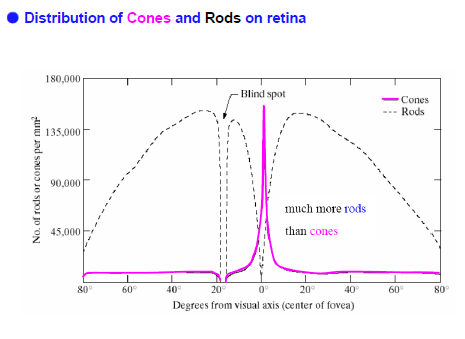 Distribution of Cones and Rods on retina
180,000
135,000
90,000
45,000
No. of rods or cones per mm²
Blind spot
Cones
Rods
much more rods
than cones
80° 60° 40° 20° 0° 20° 40° 60° 80°
Degrees from visual axis (center of fovea)